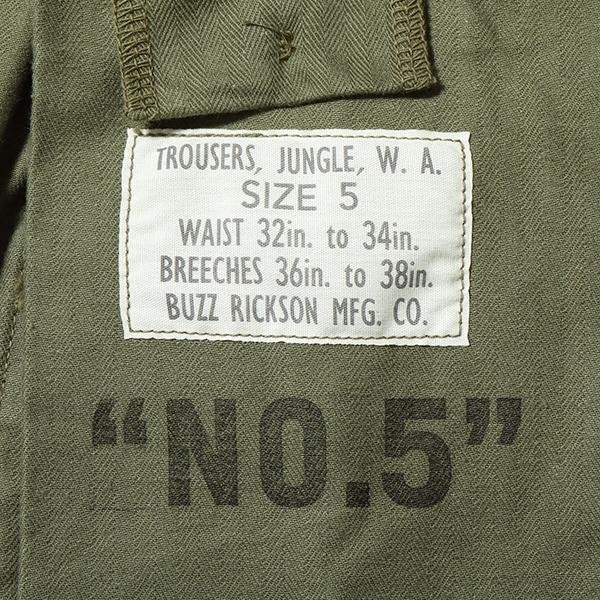 TROUSERS, JUNGLE, W. A.
SIZE 5
WAIST 32in. to 34in.
BREECHES 36in. to 38in.
BUZZ RICKSON MFG. CO.
“NO.5”